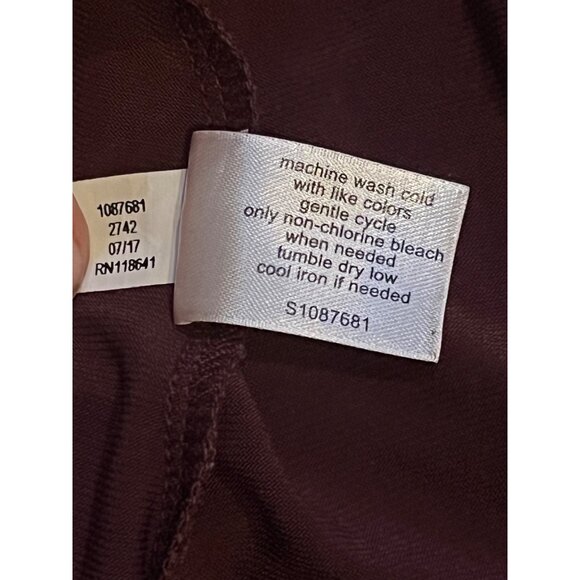 1087681
2742
07/17
RN118641
machine wash cold
with like colors
gentle cycle
only non-chlorine bleach
when needed
tumble dry low
cool iron if needed
S1087681